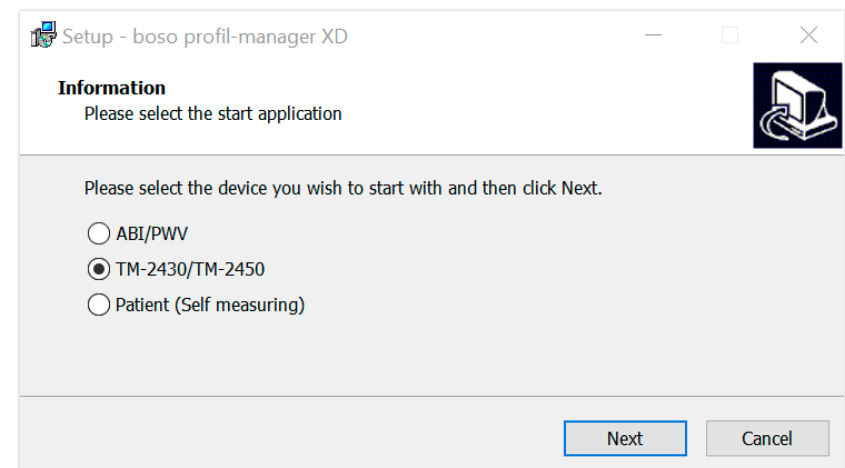 Setup - boso profil-manager XD
Information
Please select the start application
Please select the device you wish to start with and then click Next.
ABI/PWV
TM-2430/TM-2450
Patient (Self measuring)
Next
Cancel